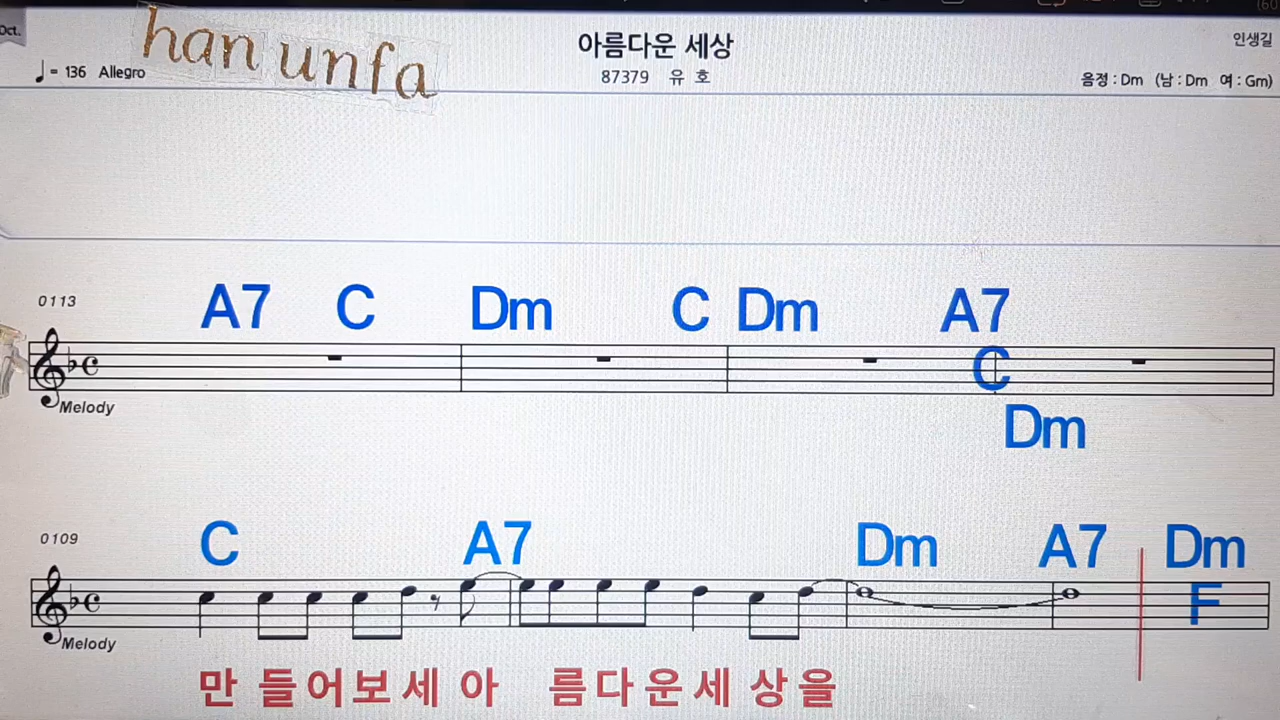 Oct.
han unfa
♩= 136 Allegro
아름다운 세상
87379 유 호
인생길
음정 : Dm (남 : Dm 여 : Gm)
0113
A7 C Dm C Dm A7
C
Dm
Melody
0109
C A7 Dm A7 Dm
F
Melody
만 들어보세 아 름다운세 상을